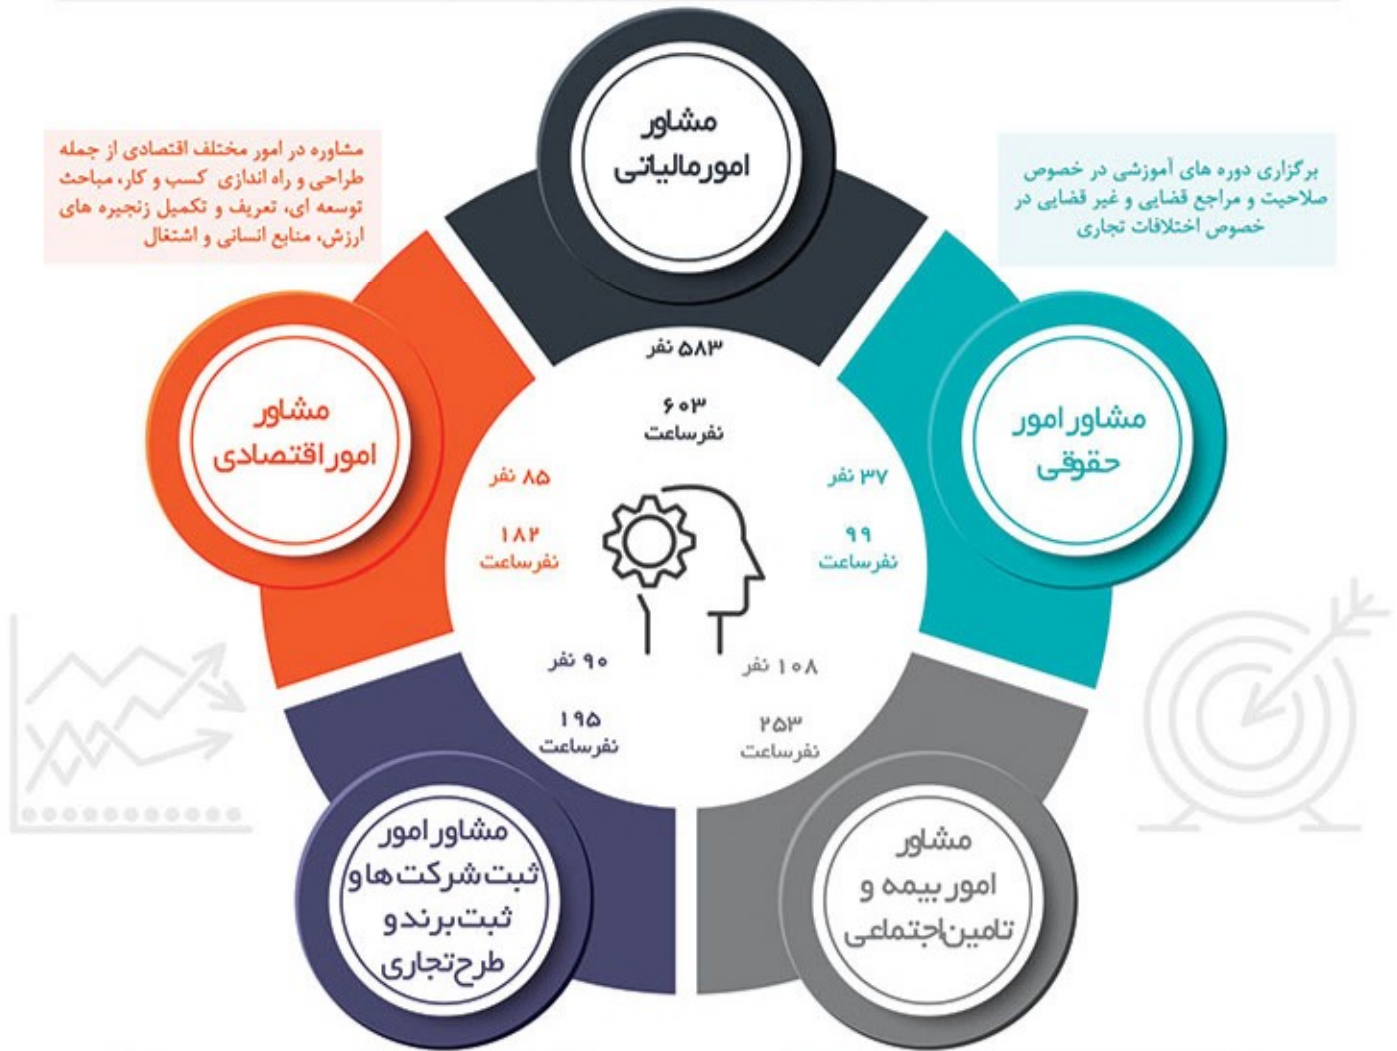 مشاور
امور مالیاتی
۵۸۳ نفر
۶۰۳
نفرساعت
برگزاری دوره های آموزشی در خصوص
صلاحیت و مراجع قضایی و غیر قضایی در
خصوص اختلافات تجاری
مشاور امور
حقوقی
۳۷ نفر
۹۹
نفرساعت
مشاوره در امور مختلف اقتصادی از جمله
طراحی و راه اندازی کسب و کار، مباحث
توسعه ای، تعریف و تکمیل زنجیره های
ارزش، منابع انسانی و اشتغال
مشاور
امور اقتصادی
۸۵ نفر
۱۸۲
نفرساعت
۱۰۸ نفر
۲۵۳
نفرساعت
مشاور
امور بیمه و
تامین اجتماعی
۹۰ نفر
۱۹۵
نفرساعت
مشاور امور
ثبت شرکت ها و
ثبت برند و
طرح تجاری